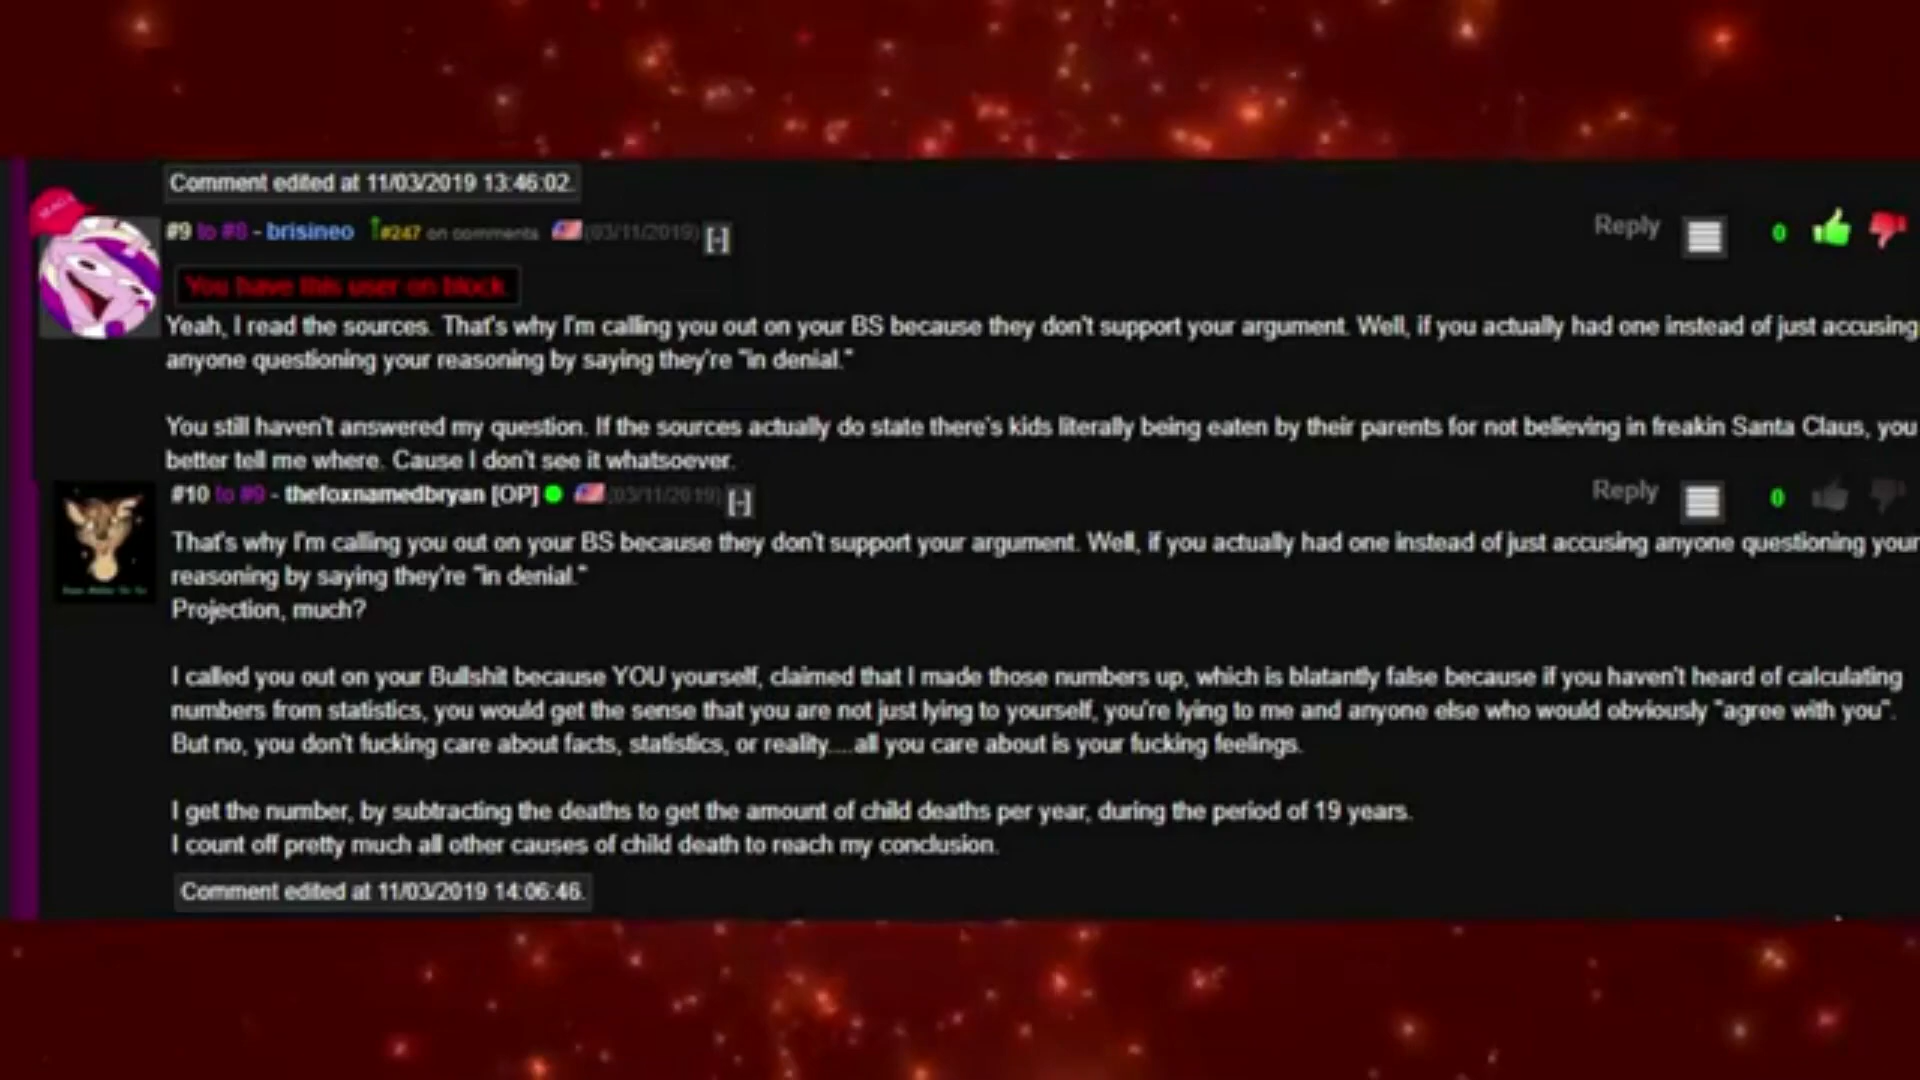 Comment edited at 11/03/2019 13:46:02.
#9 to #8 - brisineo #247 on comments (03/11/2019) [-] Reply 0
You have this user on block.
Yeah, I read the sources. That's why I'm calling you out on your BS because they don't support your argument. Well, if you actually had one instead of just accusing
anyone questioning your reasoning by saying they're "in denial."
You still haven't answered my question. If the sources actually do state there's kids literally being eaten by their parents for not believing in freakin Santa Claus, you
better tell me where. Cause I don't see it whatsoever.
#10 to #9 - thefoxnamedbryan [OP] (03/11/2019) [-] Reply 0
That's why I'm calling you out on your BS because they don't support your argument. Well, if you actually had one instead of just accusing anyone questioning your
reasoning by saying they're "in denial."
Projection, much?
I called you out on your Bullshit because YOU yourself, claimed that I made those numbers up, which is blatantly false because if you haven't heard of calculating
numbers from statistics, you would get the sense that you are not just lying to yourself, you're lying to me and anyone else who would obviously "agree with you".
But no, you don't fucking care about facts, statistics, or reality....all you care about is your fucking feelings.
I get the number, by subtracting the deaths to get the amount of child deaths per year, during the period of 19 years.
I count off pretty much all other causes of child death to reach my conclusion.
Comment edited at 11/03/2019 14:06:46.